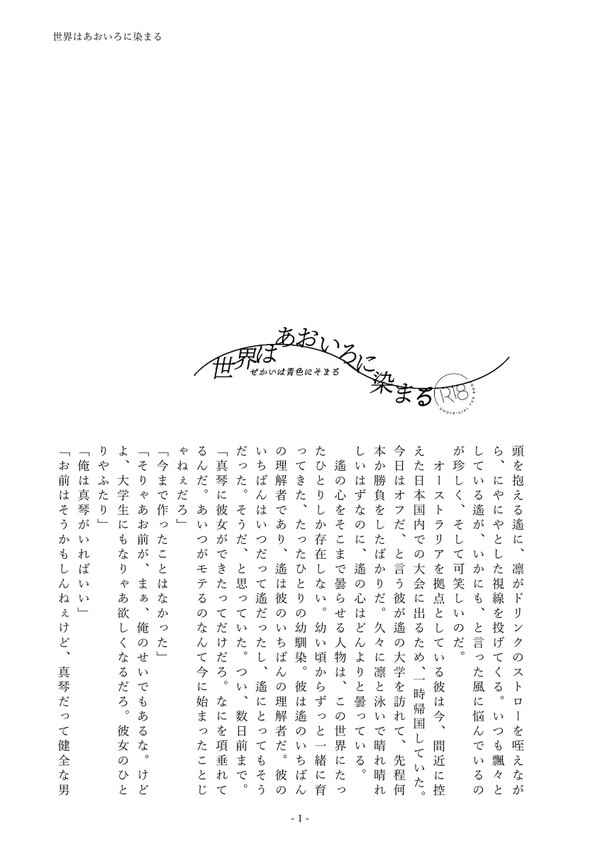 世界はあおいろに染まる
世界はあおいろに染まる
せかいは青色にそまる
R18
頭を抱える遙に、凛がドリンクのストローを咥えなが
ら、にやにやとした視線を投げてくる。いつも飄々と
している遙が、いかにも、と言った風に悩んでいるの
が珍しく、そして可笑しいのだ。
　オーストラリアを拠点としている彼は今、間近に控
えた日本国内での大会に出るため、一時帰国していた。
今日はオフだ、と言う彼が遙の大学を訪れて、先程何
本か勝負をしたばかりだ。久々に凛と泳いで晴れ晴れ
しいはずなのに、遙の心はどんよりと曇っている。
　遙の心をそこまで曇らせる人物は、この世界にたっ
たひとりしか存在しない。幼い頃からずっと一緒に育
ってきた、たったひとりの幼馴染。彼は遙のいちばん
の理解者であり、遙は彼のいちばんの理解者だ。彼の
いちばんはいつだって遙だったし、遙にとってもそう
だった。そうだ、と思っていた。つい、数日前まで。
「真琴に彼女ができたってだけだろ。なにを項垂れて
るんだ。あいつがモテるのなんて今に始まったことじ
ゃねぇだろ」
「今まで作ったことはなかった」
「そりゃあお前が、まぁ、俺のせいでもあるな。けど
よ、大学生にもなりゃあ欲しくなるだろ。彼女のひと
りやふたり」
「俺は真琴がいればいい」
「お前はそうかもしんねぇけど、真琴だって健全な男
- 1 -